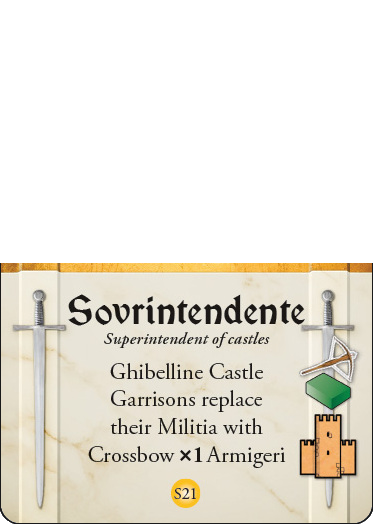 Sovrintendente
Superintendent of castles
Ghibelline Castle
Garrisons replace
their Militia with
Crossbow ×1 Armigeri
S21